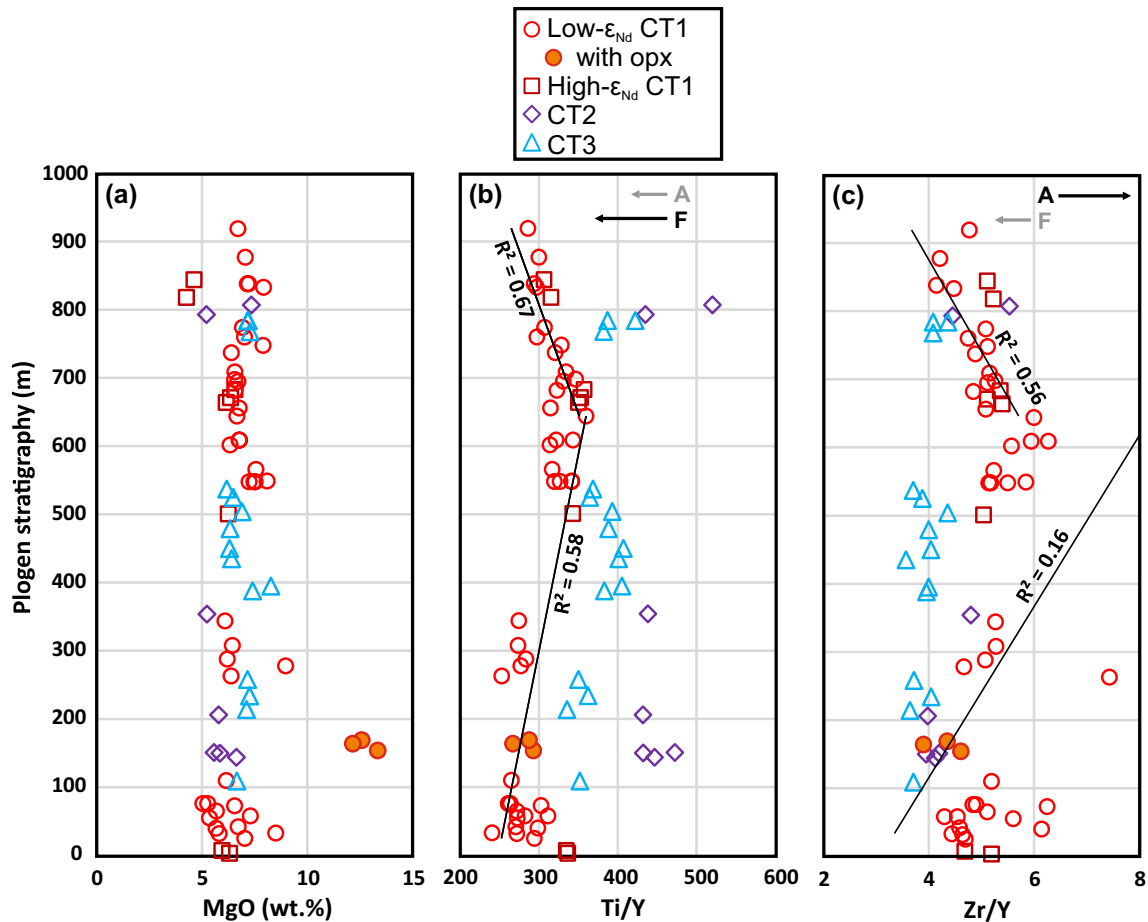 Low-εNd CT1
with opx
High-εNd CT1
CT2
CT3
Plogen stratigraphy (m)
1000
900
800
700
600
500
400
300
200
100
0
(a)
0 5 10 15
MgO (wt.%)
(b)
A
F
R² = 0.67
R² = 0.58
200 300 400 500 600
Ti/Y
(c)
A
F
R² = 0.56
R² = 0.16
2 4 6 8
Zr/Y